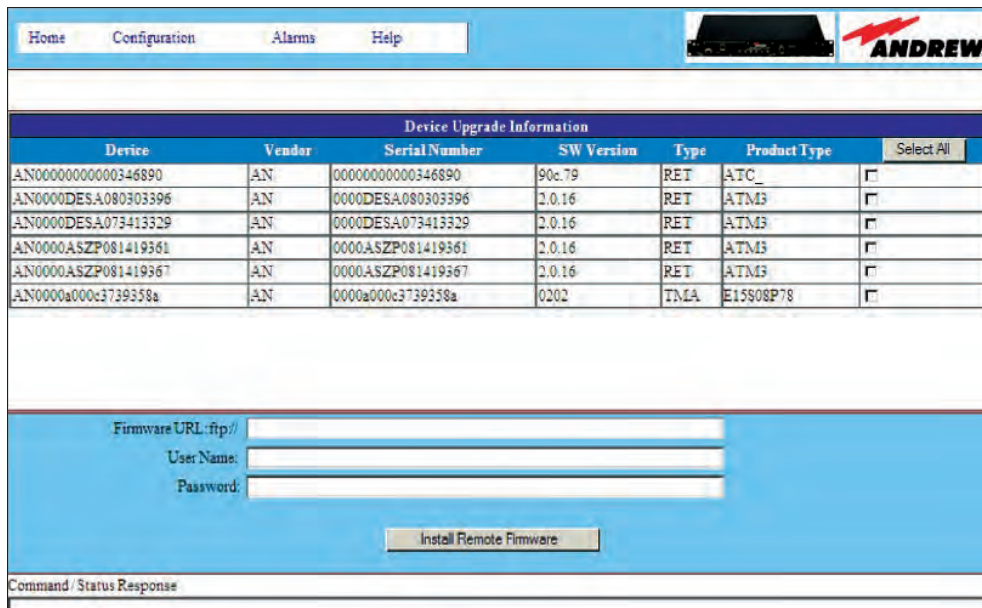 Home Configuration Alarms Help
ANDREW
Device Upgrade Information
Device Vendor Serial Number SW Version Type Product Type Select All
AN00000000000346890 AN 00000000000346890 90c.79 RET ATC_
AN0000DESA080303396 AN 0000DESA080303396 2.0.16 RET ATM3
AN0000DESA073413329 AN 0000DESA073413329 2.0.16 RET ATM3
AN0000ASZP081419361 AN 0000ASZP081419361 2.0.16 RET ATM3
AN0000ASZP081419367 AN 0000ASZP081419367 2.0.16 RET ATM3
AN0000a000c3739358a AN 0000a000c3739358a 0202 TMA E15S08P78
Firmware URL:ftp://
User Name:
Password:
Install Remote Firmware
Command / Status Response